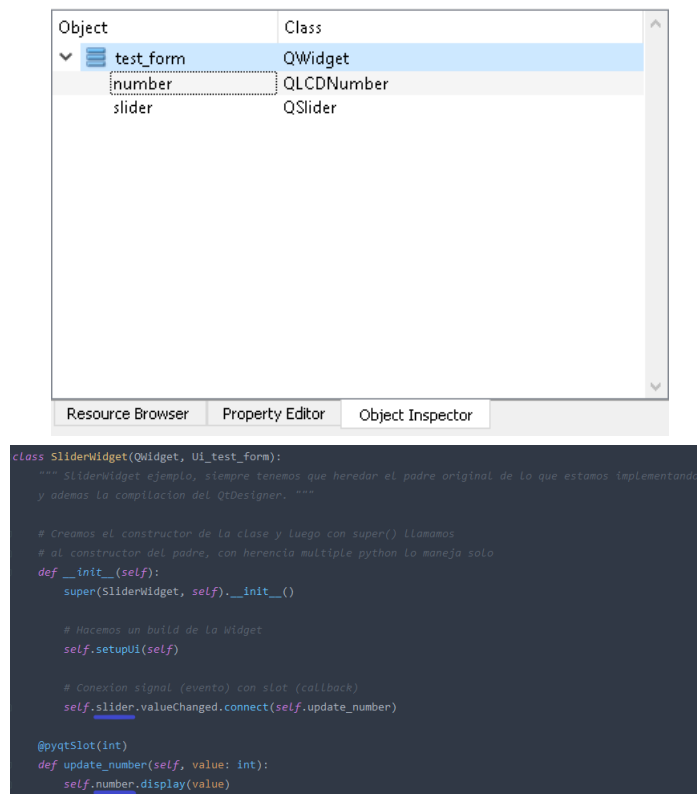 Object Class
test_form QWidget
number QLCDNumber
slider QSlider
Resource Browser Property Editor Object Inspector
class SliderWidget(QWidget, Ui_test_form):
""" SliderWidget ejemplo, siempre tenemos que heredar el padre original de lo que estamos implementando
y ademas la compilacion del QtDesigner. """
# Creamos el constructor de la clase y luego con super() llamamos
# al constructor del padre, con herencia multiple python lo maneja solo
def __init__(self):
super(SliderWidget, self).__init__()
# Hacemos un build de la Widget
self.setupUi(self)
# Conexion signal (evento) con slot (callback)
self.slider.valueChanged.connect(self.update_number)
@pyqtSlot(int)
def update_number(self, value: int):
self.number.display(value)